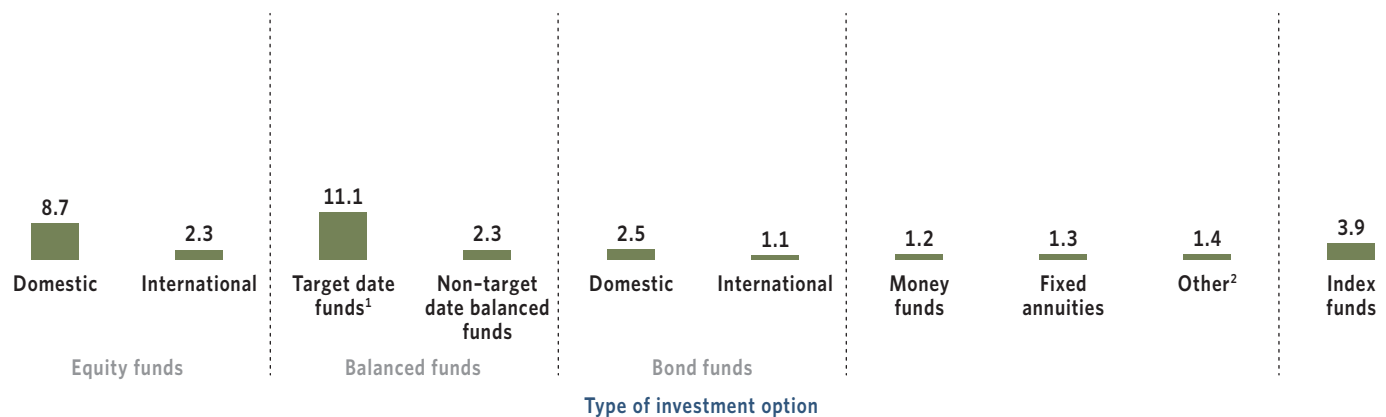 8.7
2.3
11.1
2.3
2.5
1.1
1.2
1.3
1.4
3.9
Domestic
International
Target date
funds¹
Non-target
date balanced
funds
Domestic
International
Money
funds
Fixed
annuities
Other²
Index
funds
Equity funds
Balanced funds
Bond funds
Type of investment option